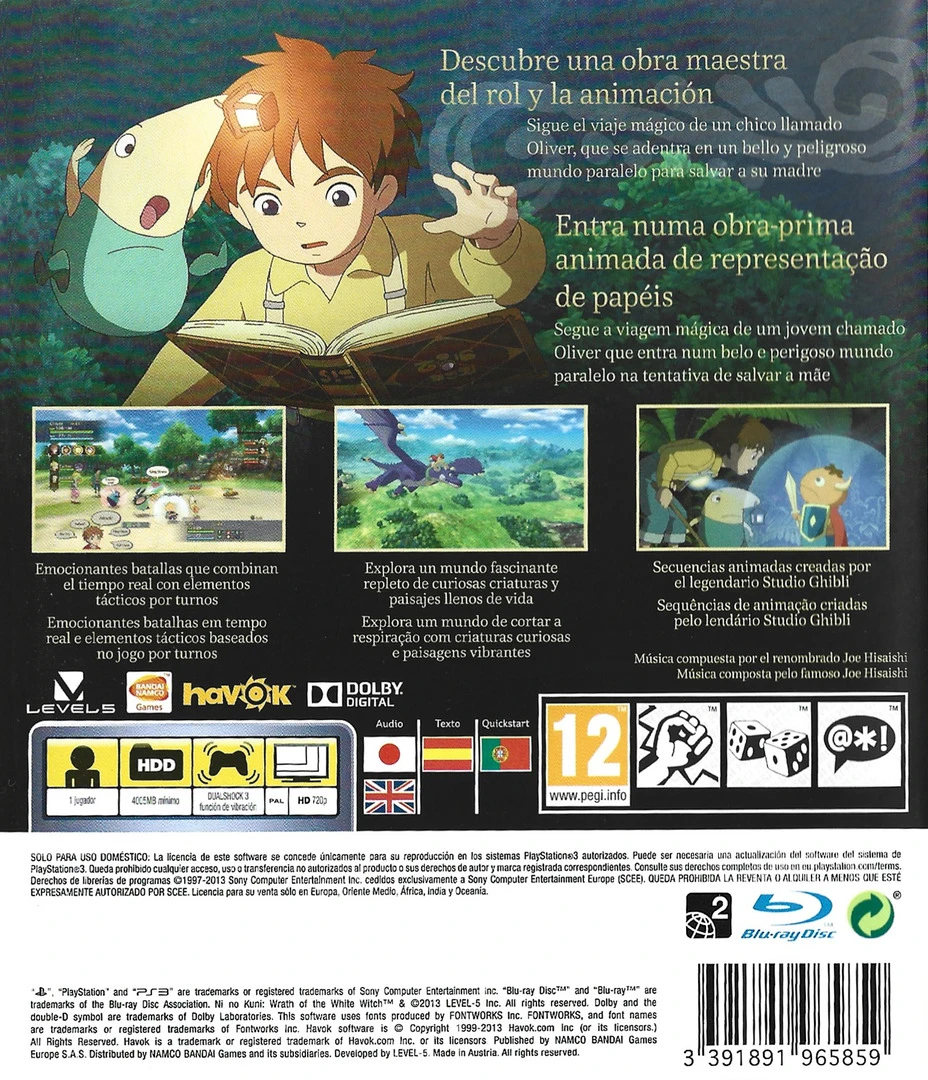 Descubre una obra maestra
del rol y la animación
Sigue el viaje mágico de un chico llamado
Oliver, que se adentra en un bello y peligroso
mundo paralelo para salvar a su madre
Entra numa obra-prima
animada de representação
de papéis
Segue a viagem mágica de um jovem chamado
Oliver que entra num belo e perigoso mundo
paralelo na tentativa de salvar a mãe
Emocionantes batallas que combinan
el tiempo real con elementos
tácticos por turnos
Emocionantes batalhas em tempo
real e elementos táticos baseados
no jogo por turnos
Explora un mundo fascinante
repleto de curiosas criaturas y
paisajes llenos de vida
Explora um mundo de cortar a
respiração com criaturas curiosas
e paisagens vibrantes
Secuencias animadas creadas por
el legendario Studio Ghibli
Sequências de animação criadas
pelo lendário Studio Ghibli
Música compuesta por el renombrado Joe Hisaishi
Música composta pelo famoso Joe Hisaishi
LEVEL5
BANDAI
NAMCO
Games
havok
DOLBY
DIGITAL
Audio
Texto
Quickstart
1 jugador
HDD
4005MB mínimo
DUALSHOCK 3
función de vibración
PAL
HD 720p
12
www.pegi.info
@*!
SOLO PARA USO DOMÉSTICO: La licencia de este software se concede únicamente para su reproducción en los sistemas PlayStation®3 autorizados. Puede ser necesaria una actualización del software del sistema de
PlayStation®3. Queda prohibido cualquier acceso, uso o transferencia no autorizados al producto o sus derechos de autor y marca registrada correspondientes. Consulte sus derechos completos de uso en eu.playstation.com/terms.
Derechos de librerías de programas ©1997-2013 Sony Computer Entertainment Inc. cedidos exclusivamente a Sony Computer Entertainment Europe (SCEE). QUEDA PROHIBIDA LA REVENTA O ALQUILER A MENOS QUE ESTÉ
EXPRESAMENTE AUTORIZADO POR SCEE. Licencia para su venta sólo en Europa, Oriente Medio, África, India y Oceanía.
2
Blu-ray Disc
"PS", "PlayStation" and "PS3" are trademarks or registered trademarks of Sony Computer Entertainment Inc. "Blu-ray Disc™" and "Blu-ray™" are
trademarks of the Blu-ray Disc Association. Ni no Kuni: Wrath of the White Witch™ & ©2013 LEVEL-5 Inc. All rights reserved. Dolby and the
double-D symbol are trademarks of Dolby Laboratories. This software uses fonts produced by FONTWORKS Inc. FONTWORKS, and font names
are trademarks or registered trademarks of Fontworks Inc. Havok software is © Copyright 1999-2013 Havok.com Inc (or its licensors.)
All Rights Reserved. Havok is a trademark or registered trademark of Havok.com Inc. or its licensors Published by NAMCO BANDAI Games
Europe S.A.S. Distributed by NAMCO BANDAI Games and its subsidiaries. Developed by LEVEL-5. Made in Austria. All rights reserved.
3 391891 965859